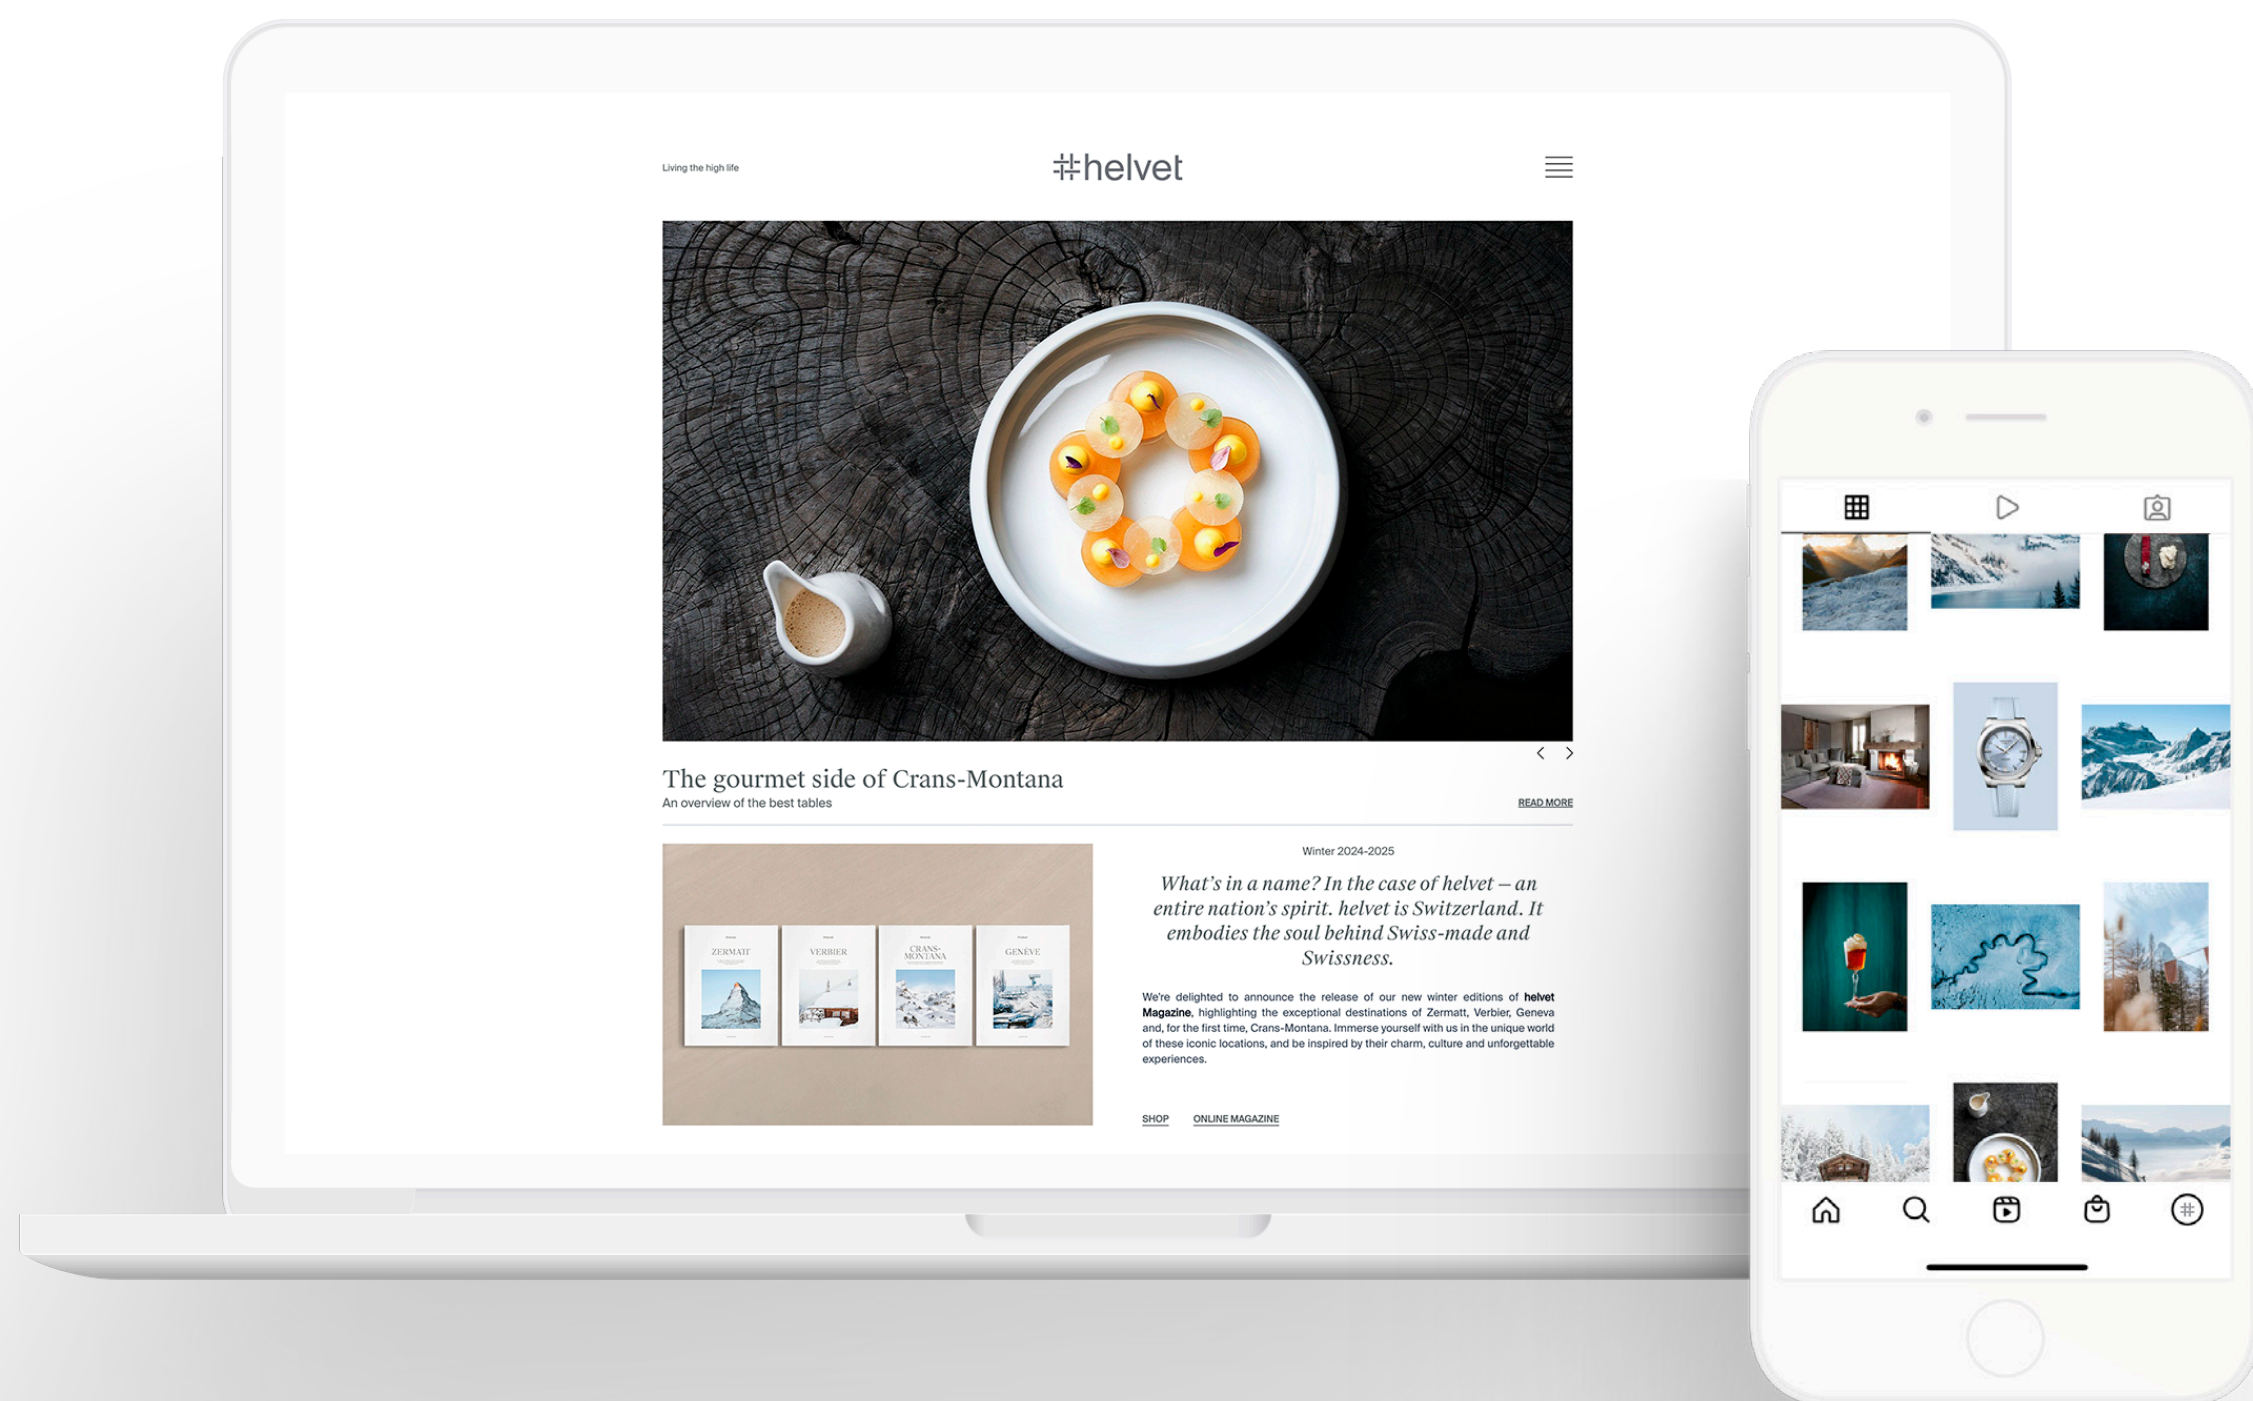 Living the high life
#helvet
The gourmet side of Crans-Montana
An overview of the best tables
READ MORE
ZERMATT
VERBIER
CRANS-
MONTANA
GENÈVE
Winter 2024-2025
What’s in a name? In the case of helvet – an
entire nation’s spirit. helvet is Switzerland. It
embodies the soul behind Swiss-made and
Swissness.
We're delighted to announce the release of our new winter editions of helvet
Magazine, highlighting the exceptional destinations of Zermatt, Verbier, Geneva
and, for the first time, Crans-Montana. Immerse yourself with us in the unique world
of these iconic locations, and be inspired by their charm, culture and unforgettable
experiences.
SHOP ONLINE MAGAZINE
#